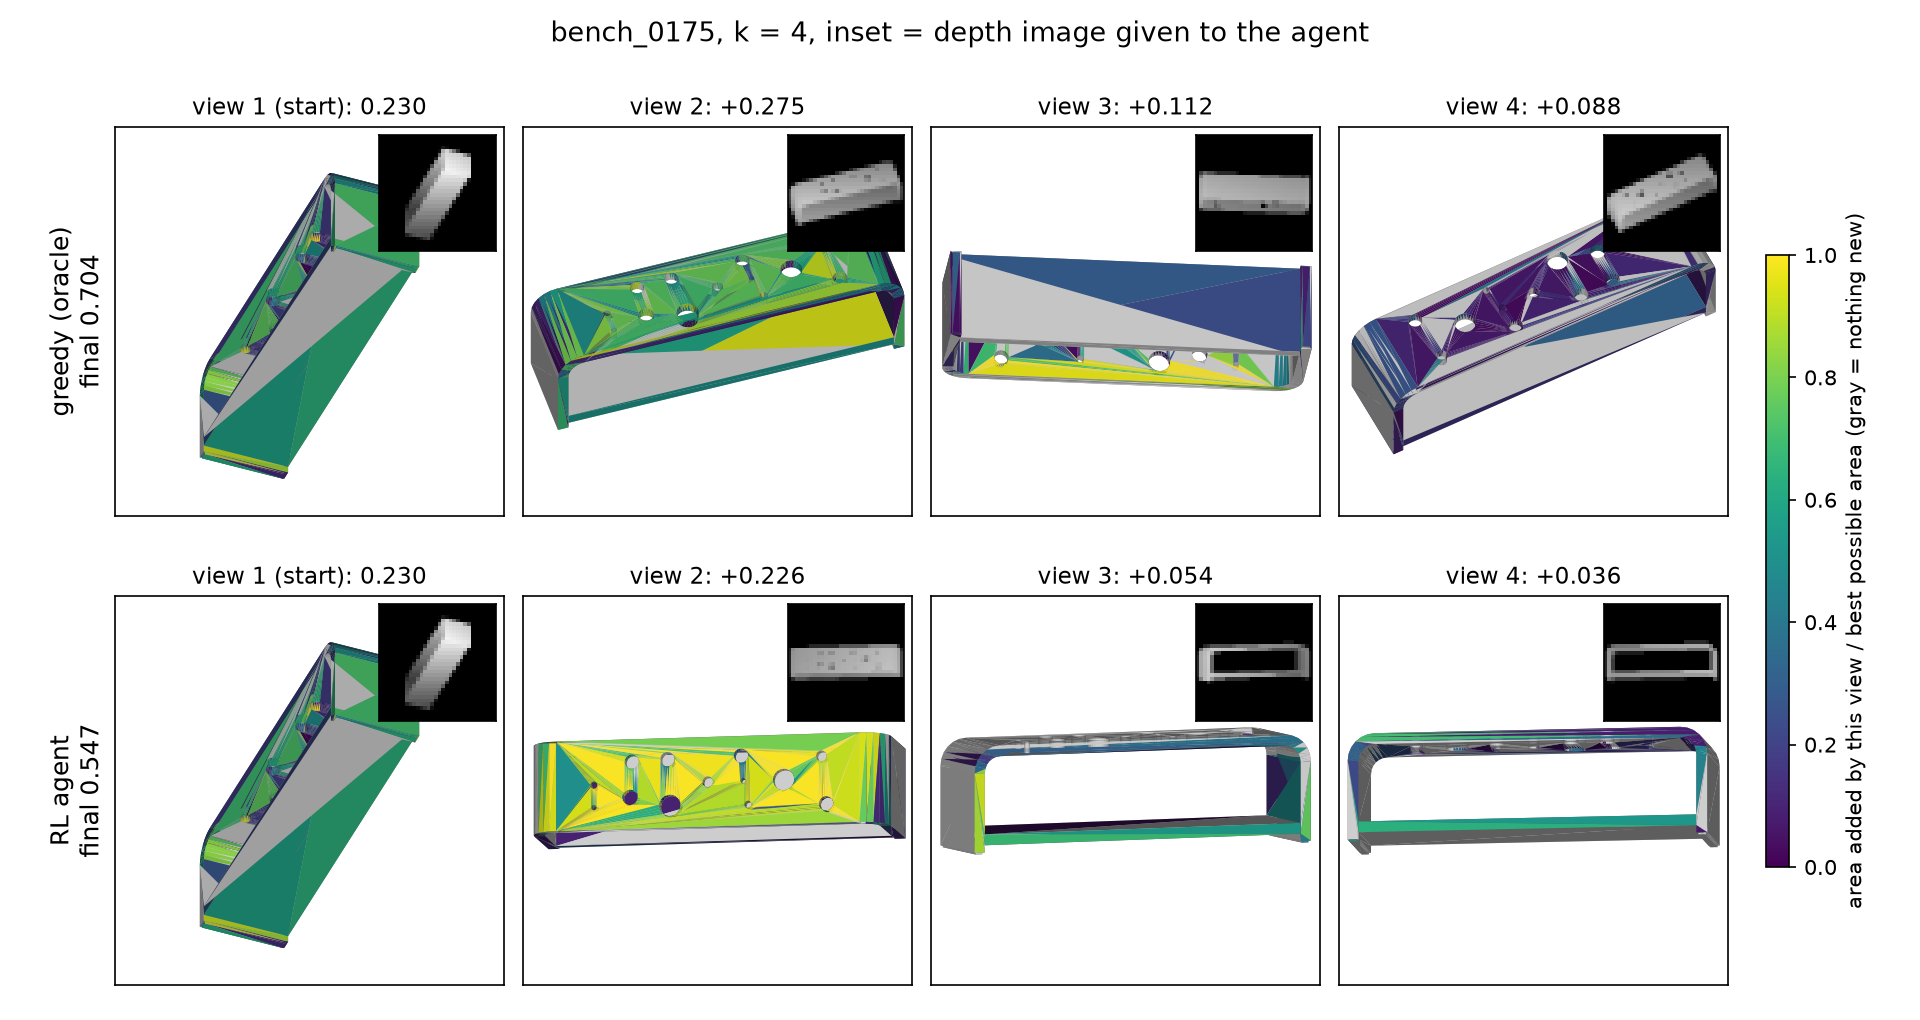 bench_0175, k = 4, inset = depth image given to the agent
view 1 (start): 0.230
view 2: +0.275
view 3: +0.112
view 4: +0.088
greedy (oracle)
final 0.704
view 1 (start): 0.230
view 2: +0.226
view 3: +0.054
view 4: +0.036
RL agent
final 0.547
1.0
0.8
0.6
0.4
0.2
0.0
area added by this view / best possible area (gray = nothing new)